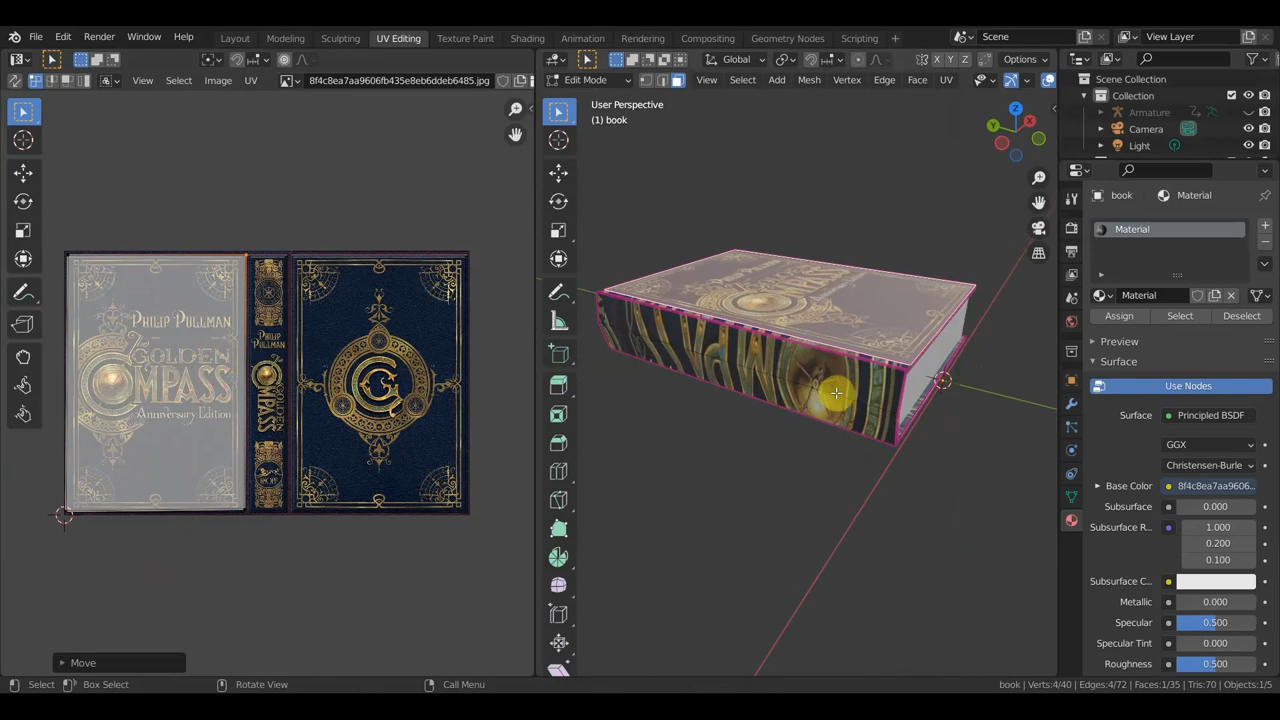 File Edit Render Window Help Layout Modeling Sculpting UV Editing Texture Paint Shading Animation Rendering Compositing Geometry Nodes Scripting + Scene View Layer
Global X Y Z Options
View Select Image UV 8f4c8ea7aa9606fb435e8eb6ddeb6485.jpg Edit Mode View Select Add Mesh Vertex Edge Face UV Scene Collection
Collection
User Perspective
(1) book
Armature
Camera
Light
Z
Y
X
book Material
Material
Material
Assign Select Deselect
Preview
Surface
Use Nodes
Surface Principled BSDF
GGX
Christensen-Burle
Base Color 8f4c8ea7aa9606...
Subsurface 0.000
Subsurface R... 1.000
0.200
0.100
Subsurface C...
Metallic 0.000
Specular 0.500
Specular Tint 0.000
Roughness 0.500
PHILIP PULLMAN
The
GOLDEN
COMPASS
Anniversary Edition
PHILIP
PULLMAN
COMPASS
G
OMPASS
Move
Select Box Select Rotate View Call Menu book | Verts:4/40 | Edges:4/72 | Faces:1/35 | Tris:70 | Objects:1/5